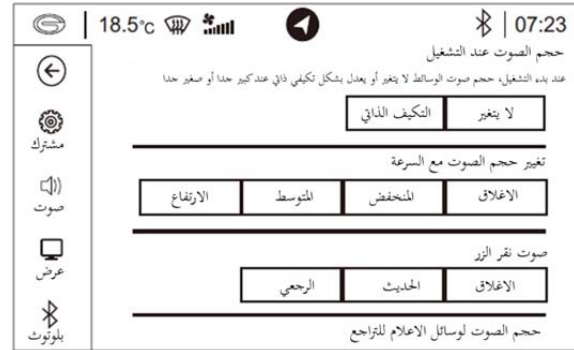 18.5°c
07:23
حجم الصوت عند التشغيل
عند بدء التشغيل، حجم صوت الوسائط لا يتغير أو يعدل بشكل تكيفي ذاتي عند كبير جدا أو صغير جدا
لا يتغير
التكيف الذاتي
تغيير حجم الصوت مع السرعة
الاغلاق
المنخفض
المتوسط
الارتفاع
صوت نقر الزر
الاغلاق
الحديث
الرجعي
حجم الصوت لوسائل الاعلام للتراجع
مشترك
صوت
عرض
بلوتوث